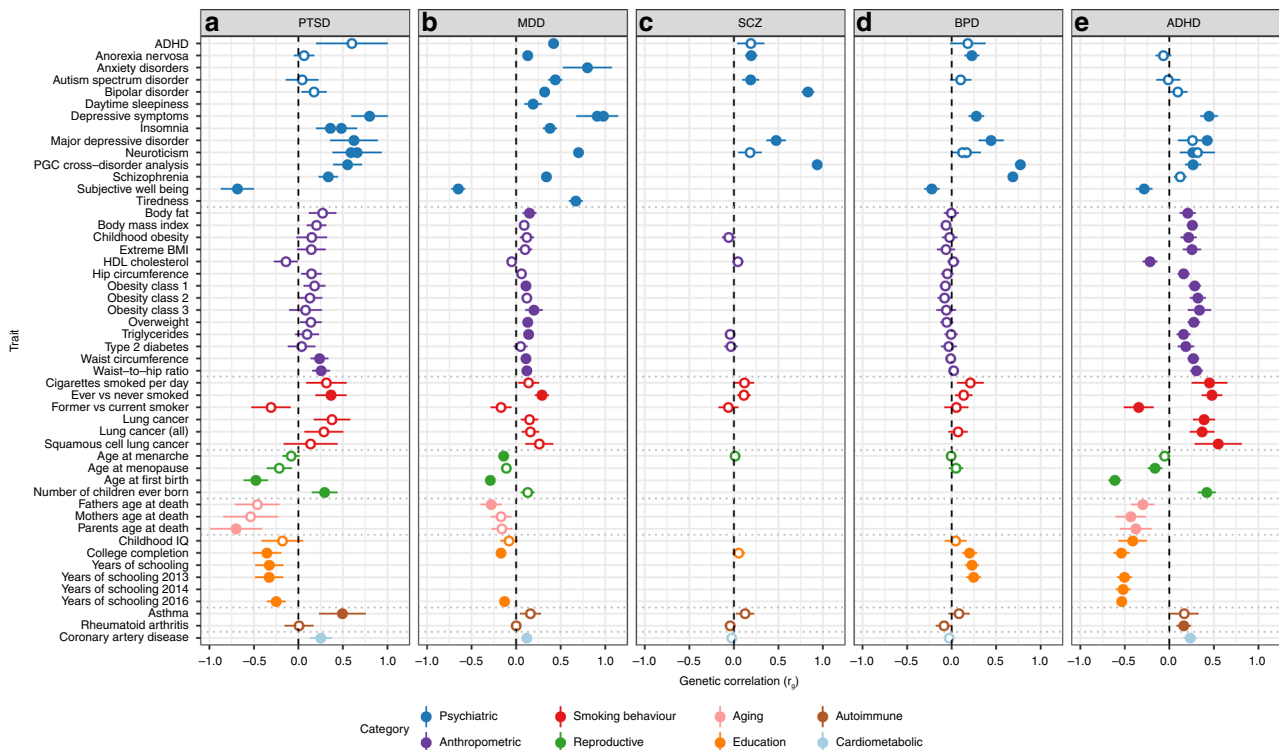 a PTSD b MDD c SCZ d BPD e ADHD
ADHD
Anorexia nervosa
Anxiety disorders
Autism spectrum disorder
Bipolar disorder
Daytime sleepiness
Depressive symptoms
Insomnia
Major depressive disorder
Neuroticism
PGC cross–disorder analysis
Schizophrenia
Subjective well being
Tiredness
Body fat
Body mass index
Childhood obesity
Extreme BMI
HDL cholesterol
Hip circumference
Obesity class 1
Obesity class 2
Obesity class 3
Overweight
Triglycerides
Type 2 diabetes
Waist circumference
Waist–to–hip ratio
Cigarettes smoked per day
Ever vs never smoked
Former vs current smoker
Lung cancer
Lung cancer (all)
Squamous cell lung cancer
Age at menarche
Age at menopause
Age at first birth
Number of children ever born
Fathers age at death
Mothers age at death
Parents age at death
Childhood IQ
College completion
Years of schooling
Years of schooling 2013
Years of schooling 2014
Years of schooling 2016
Asthma
Rheumatoid arthritis
Coronary artery disease
Trait
−1.0 −0.5 0.0 0.5 1.0 −1.0 −0.5 0.0 0.5 1.0 −1.0 −0.5 0.0 0.5 1.0 −1.0 −0.5 0.0 0.5 1.0 −1.0 −0.5 0.0 0.5 1.0
Genetic correlation (rg)
Category
Psychiatric Smoking behaviour Aging Autoimmune
Anthropometric Reproductive Education Cardiometabolic